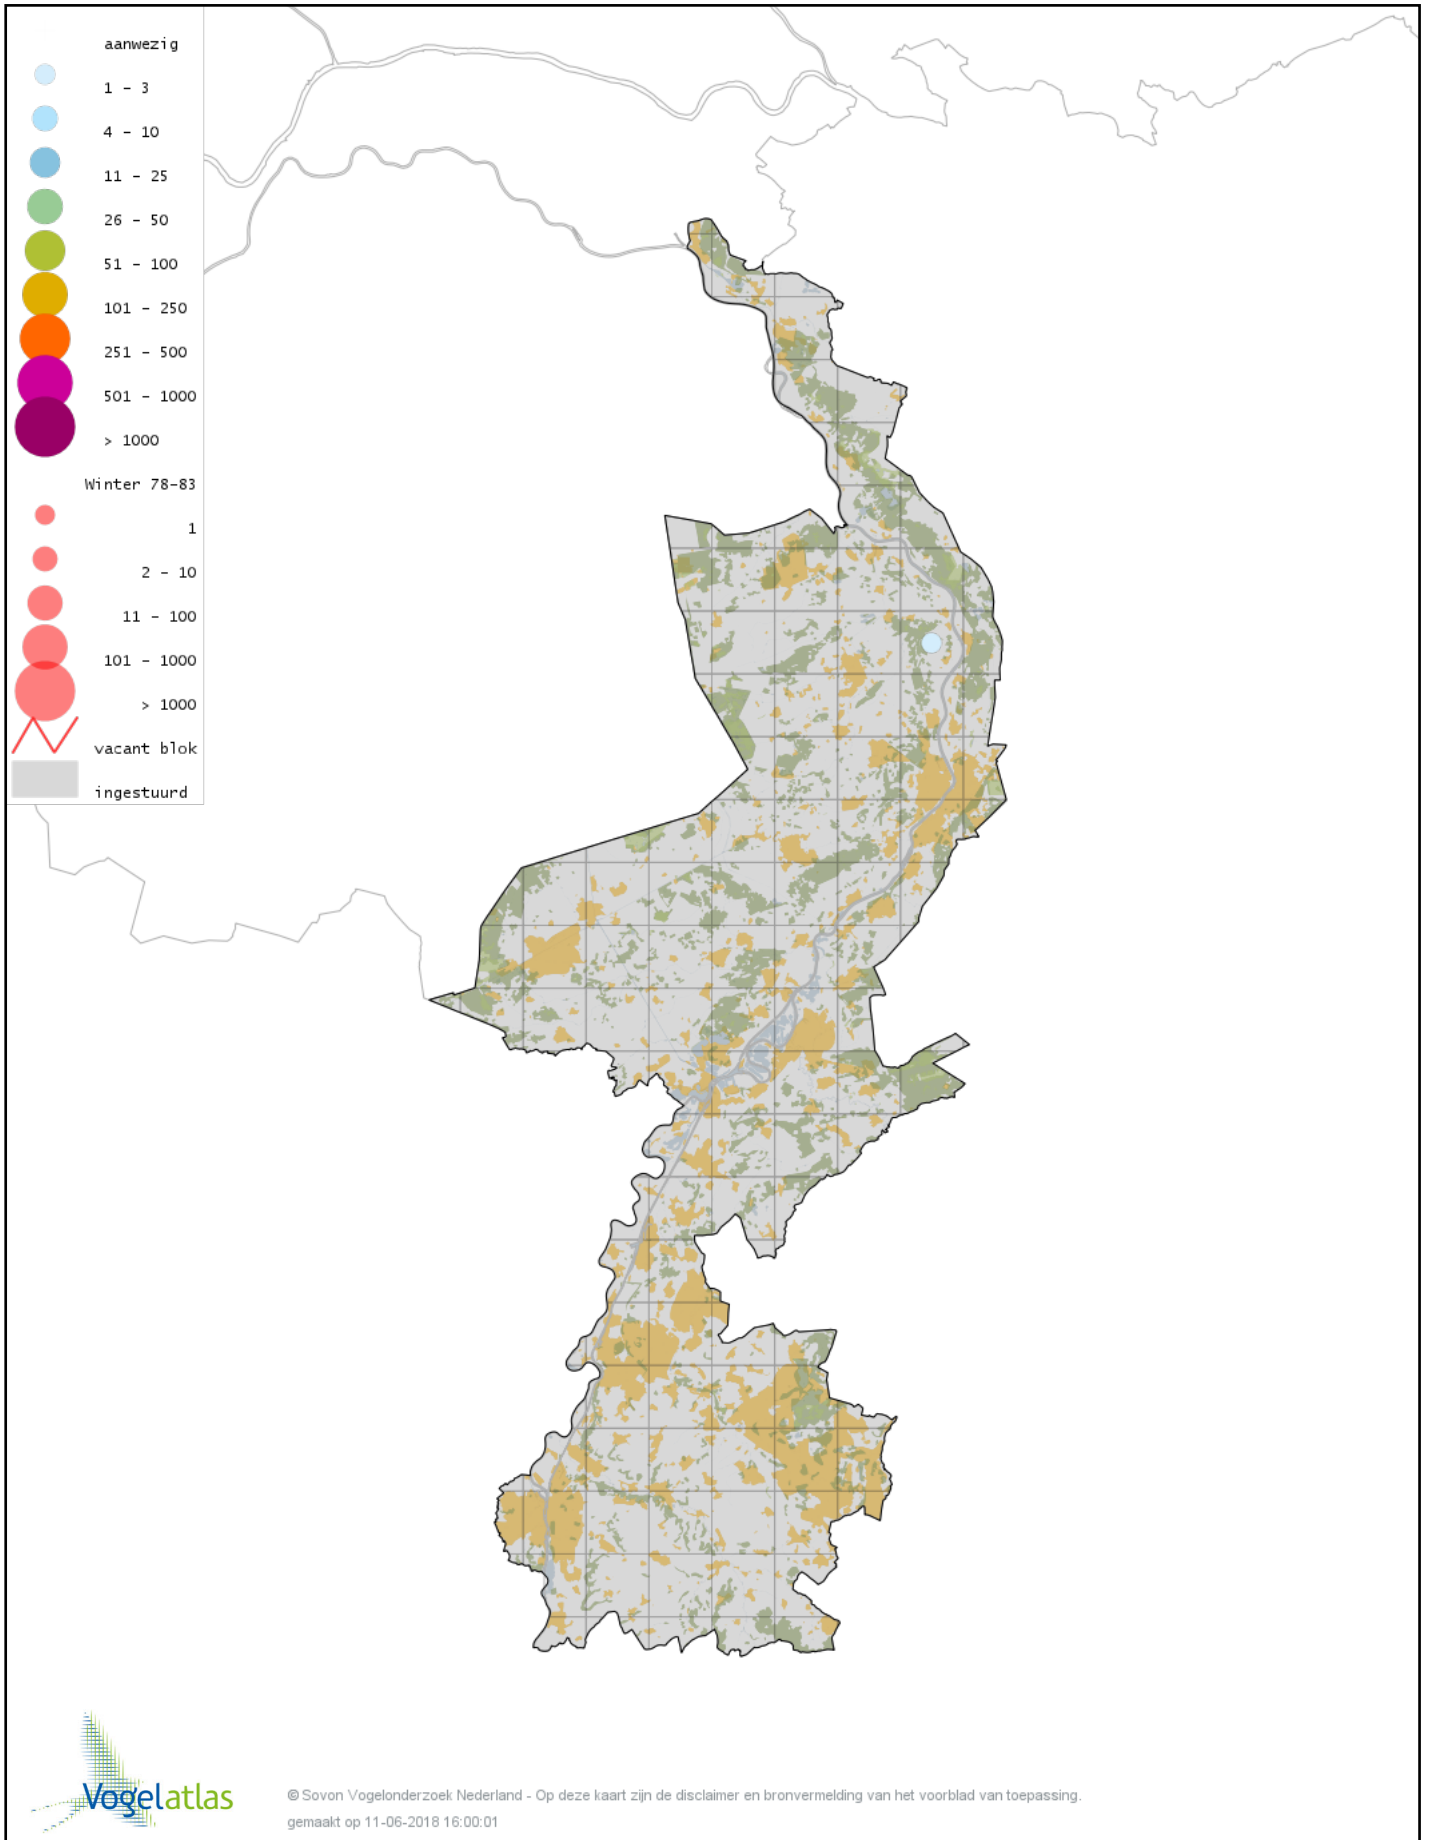 aanwezig
1 - 3
4 - 10
11 - 25
26 - 50
51 - 100
101 - 250
251 - 500
501 - 1000
> 1000
Winter 78-83
1
2 - 10
11 - 100
101 - 1000
> 1000
vacant blok
ingestuurd
Vogelatlas
© Sovon Vogelonderzoek Nederland - Op deze kaart zijn de disclaimer en bronvermelding van het voorblad van toepassing.
gemaakt op 11-06-2018 16:00:01